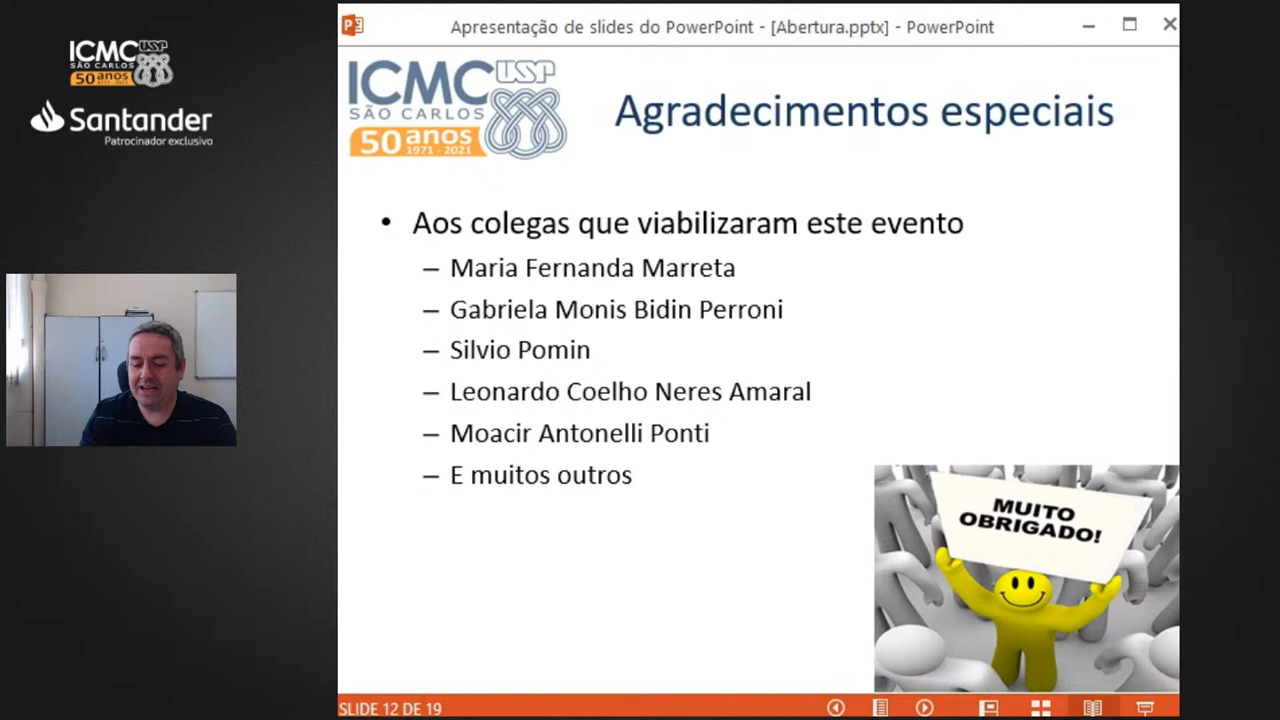 ICMC USP
SÃO CARLOS
50 anos
Santander
Patrocinador exclusivo
Apresentação de slides do PowerPoint - [Abertura.pptx] - PowerPoint
ICMC USP
SÃO CARLOS
50 anos
1971 - 2021
Agradecimentos especiais
• Aos colegas que viabilizaram este evento
– Maria Fernanda Marreta
– Gabriela Monis Bidin Perroni
– Silvio Pomin
– Leonardo Coelho Neres Amaral
– Moacir Antonelli Ponti
– E muitos outros
MUITO
OBRIGADO!
SLIDE 12 DE 19